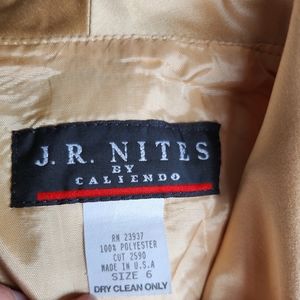 J. R. NITES
BY
CALIENDO
RN 23937
100% POLYESTER
CUT 2590
MADE IN U.S.A
SIZE 6
DRY CLEAN ONLY